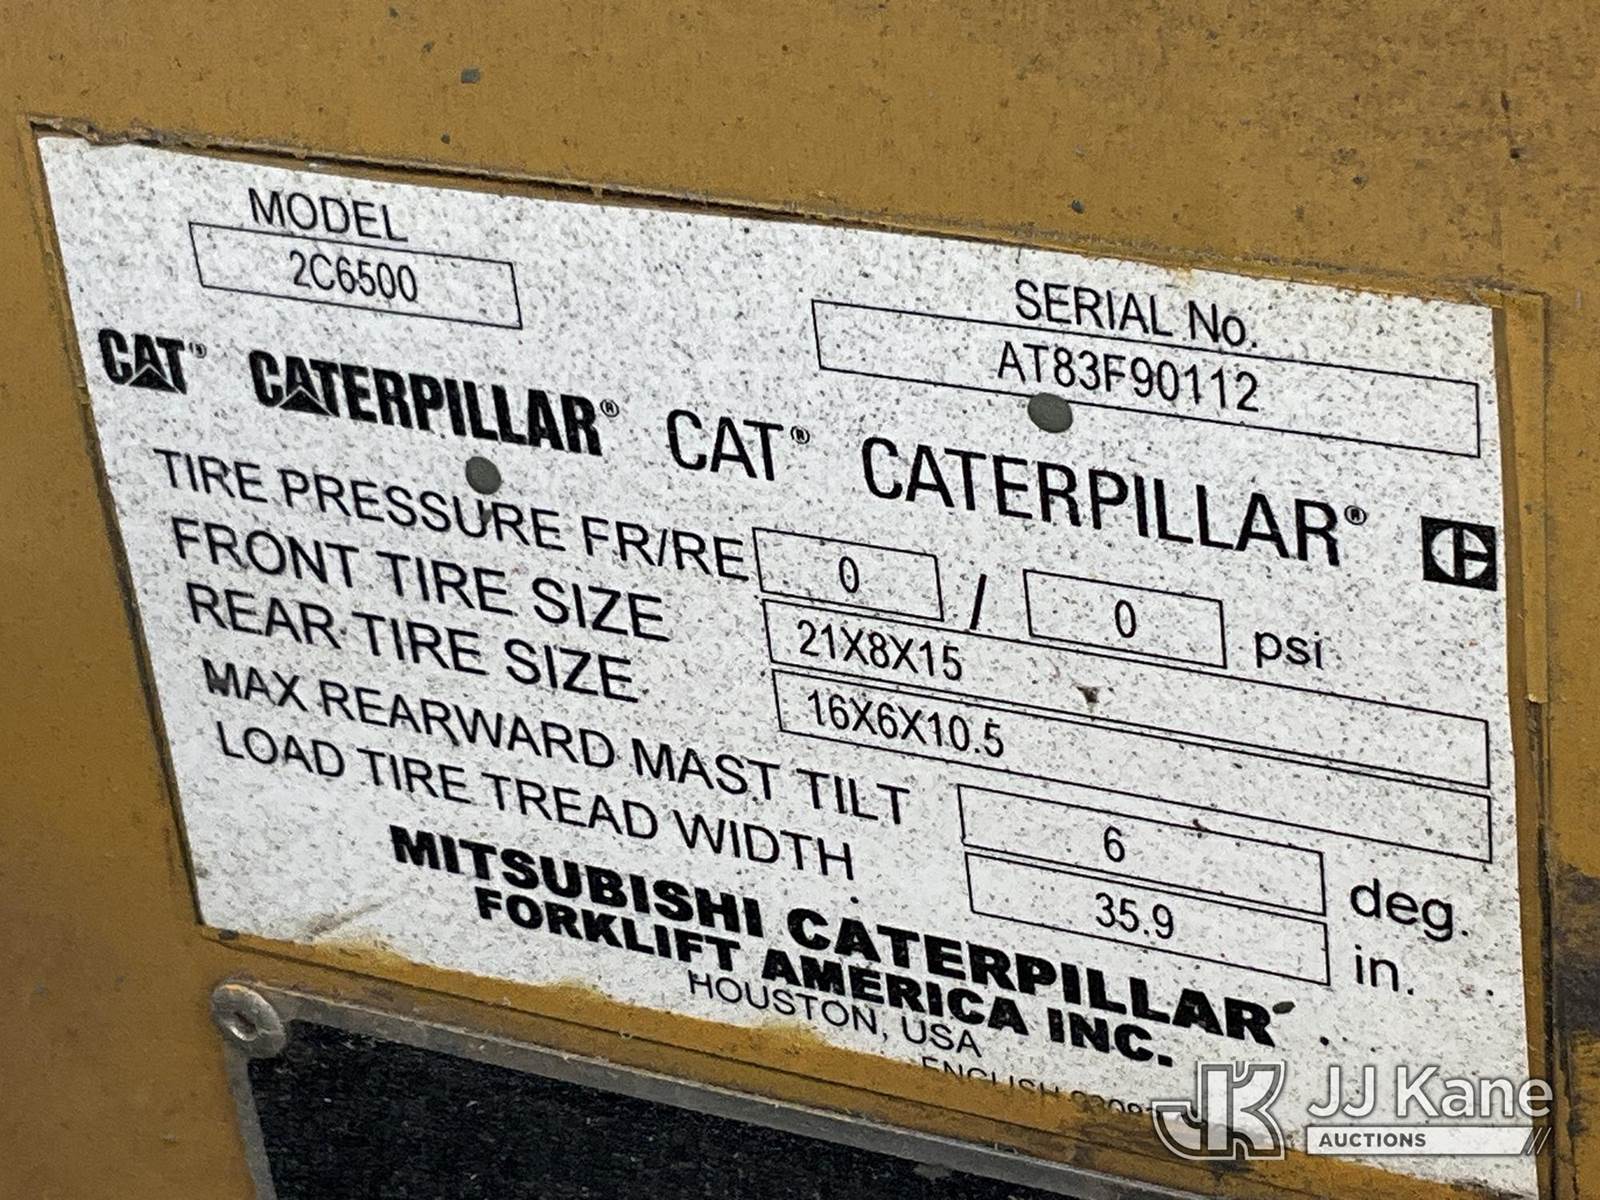 MODEL
2C6500
SERIAL No.
AT83F90112
CAT® CATERPILLAR® CAT® CATERPILLAR®
TIRE PRESSURE FR/RE 0 / 0 psi
FRONT TIRE SIZE 21X8X15
REAR TIRE SIZE 16X6X10.5
MAX REARWARD MAST TILT 6 deg.
LOAD TIRE TREAD WIDTH 35.9 in.
MITSUBISHI CATERPILLAR
FORKLIFT AMERICA INC.
HOUSTON, USA
ENGLISH
JK JJ Kane
AUCTIONS